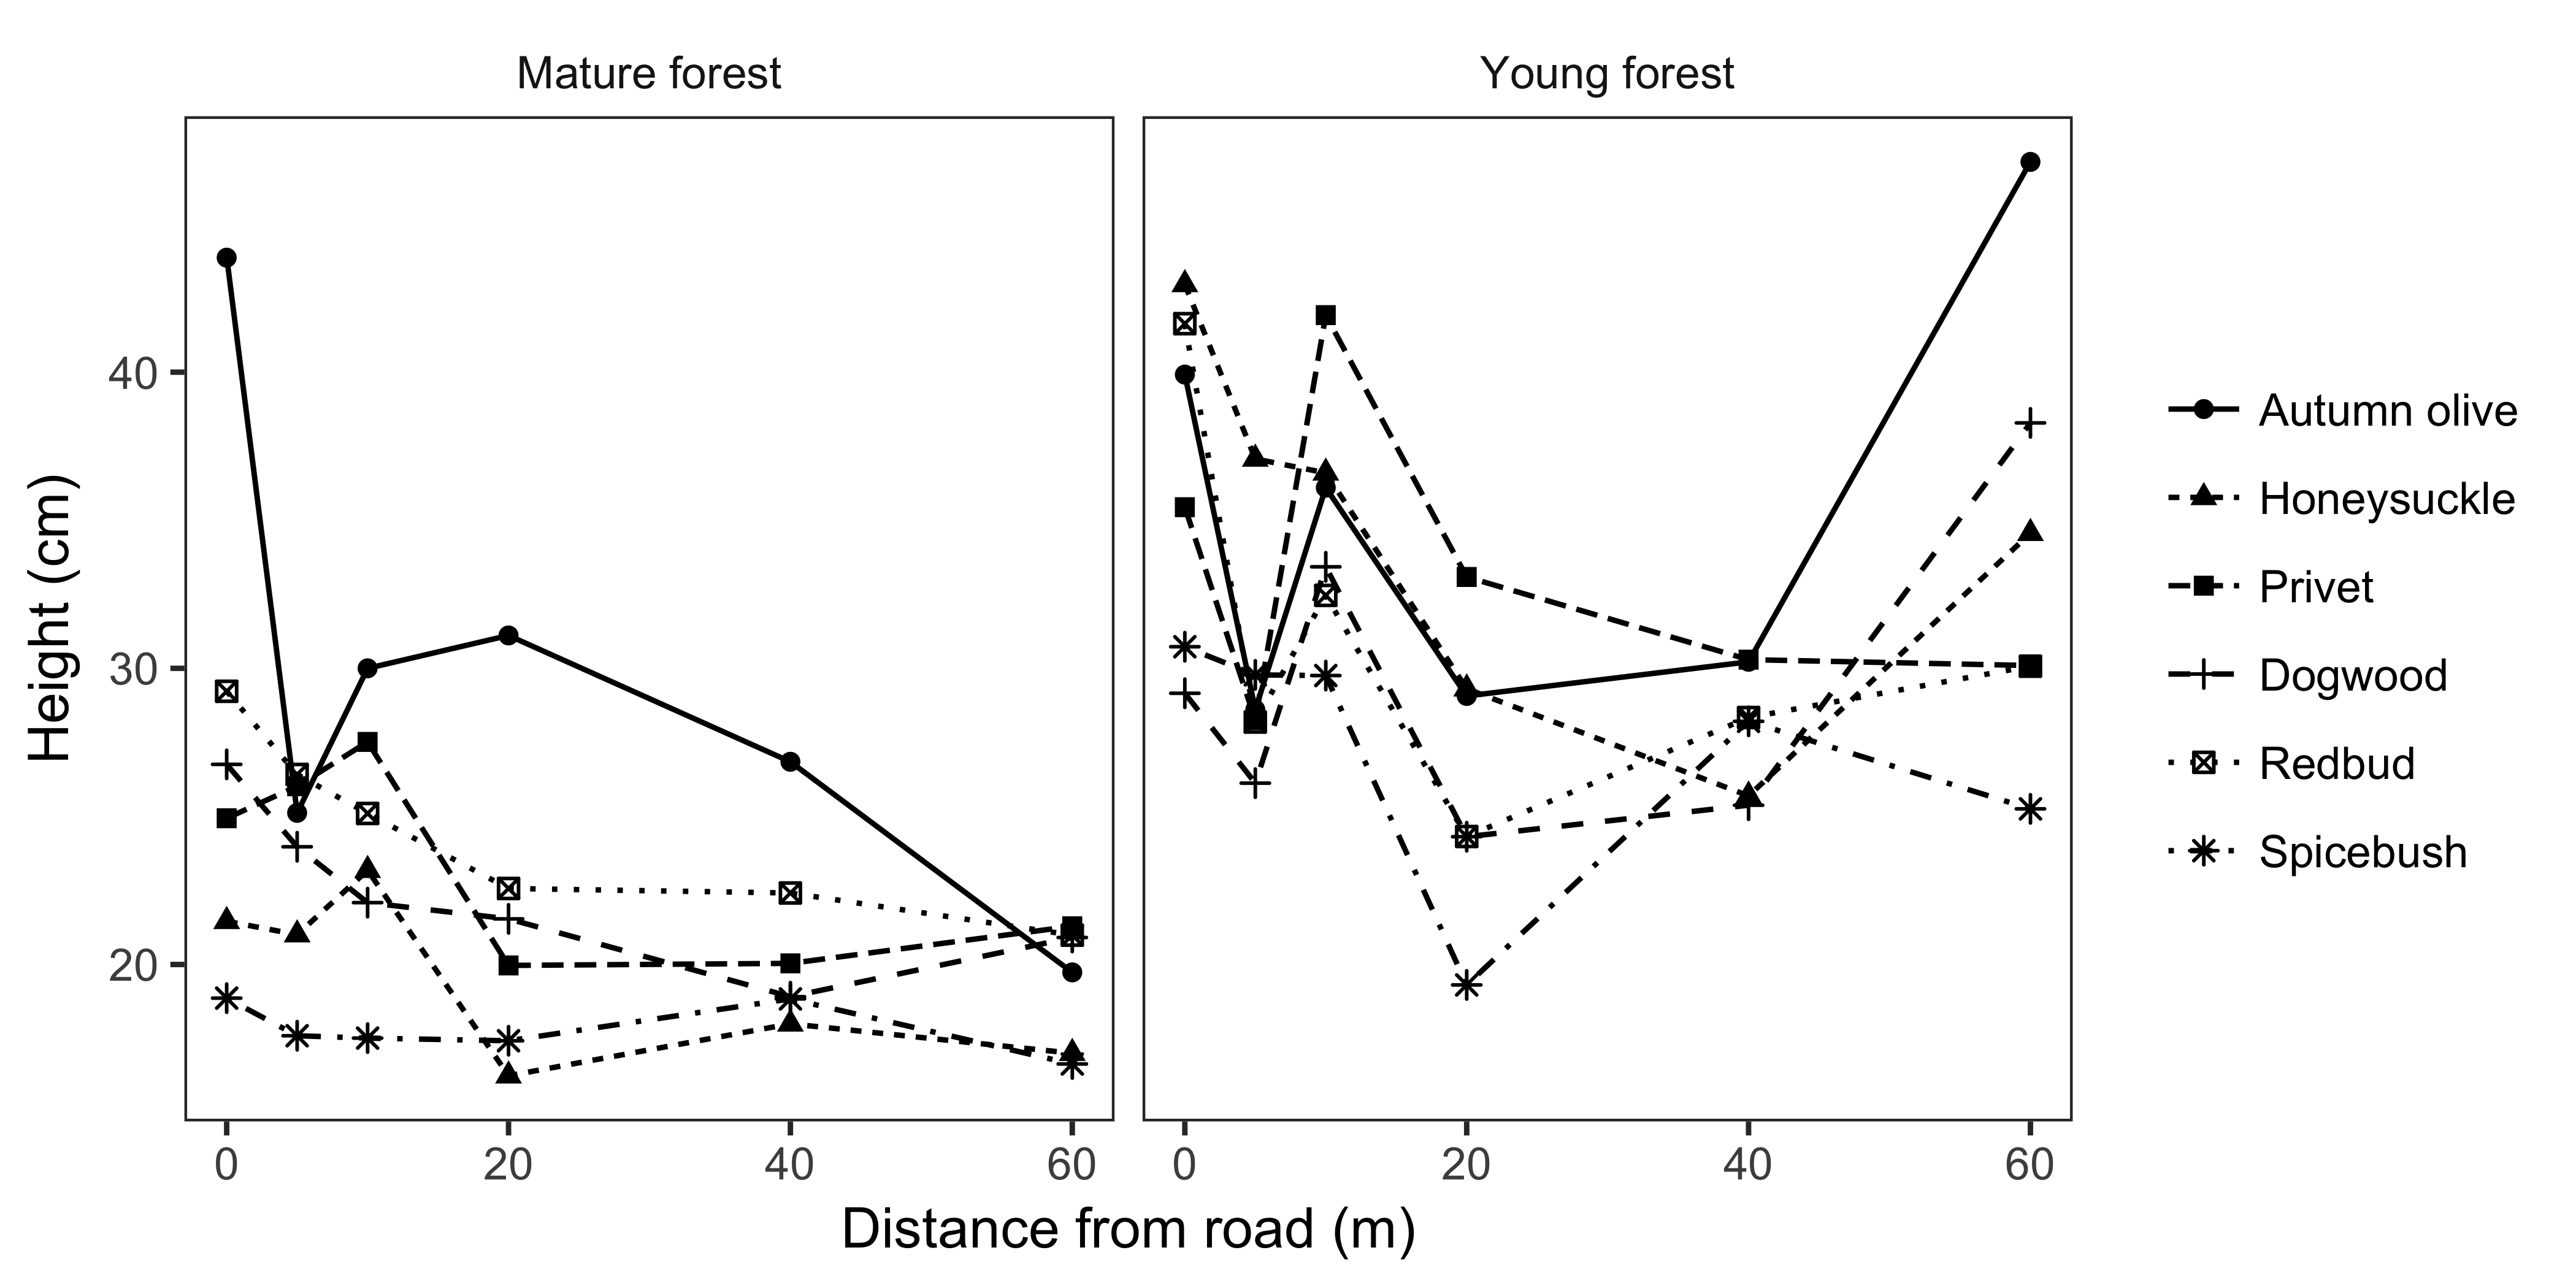 Mature forest
Young forest
Height (cm)
40
30
20
0 20 40 60
0 20 40 60
Distance from road (m)
Autumn olive
Honeysuckle
Privet
Dogwood
Redbud
Spicebush